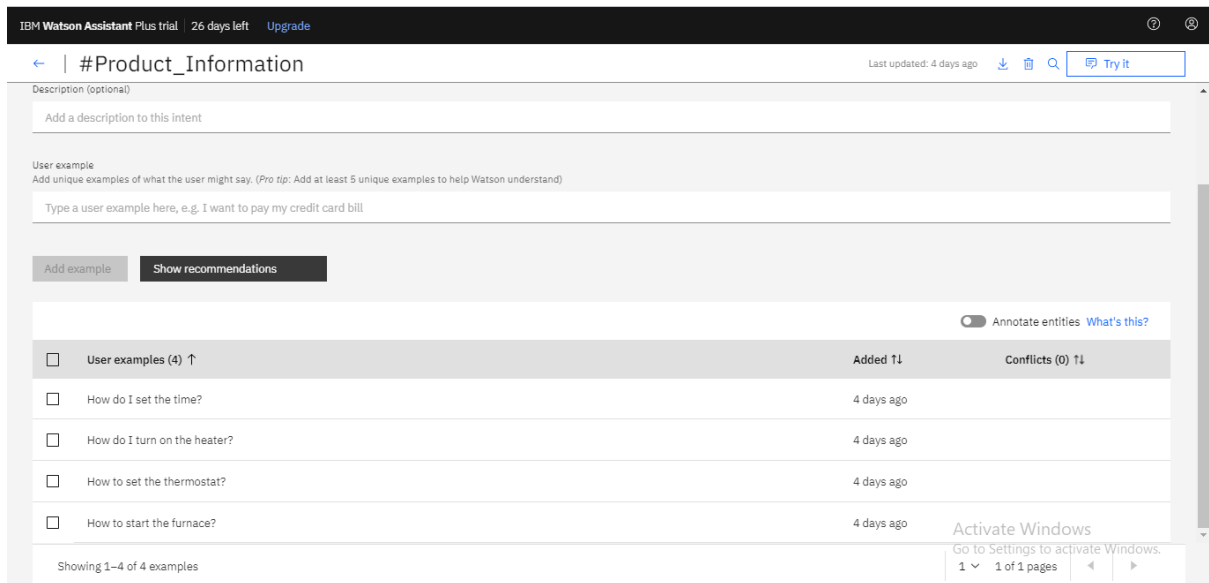 IBM Watson Assistant Plus trial 26 days left Upgrade
#Product_Information Last updated: 4 days ago Try it
Description (optional)
Add a description to this intent
User example
Add unique examples of what the user might say. (Pro tip: Add at least 5 unique examples to help Watson understand)
Type a user example here, e.g. I want to pay my credit card bill
Add example Show recommendations
Annotate entities What's this?
User examples (4) ↑ Added ↑↓ Conflicts (0) ↑↓
How do I set the time? 4 days ago
How do I turn on the heater? 4 days ago
How to set the thermostat? 4 days ago
How to start the furnace? 4 days ago
Activate Windows
Go to Settings to activate Windows.
Showing 1–4 of 4 examples 1 1 of 1 pages